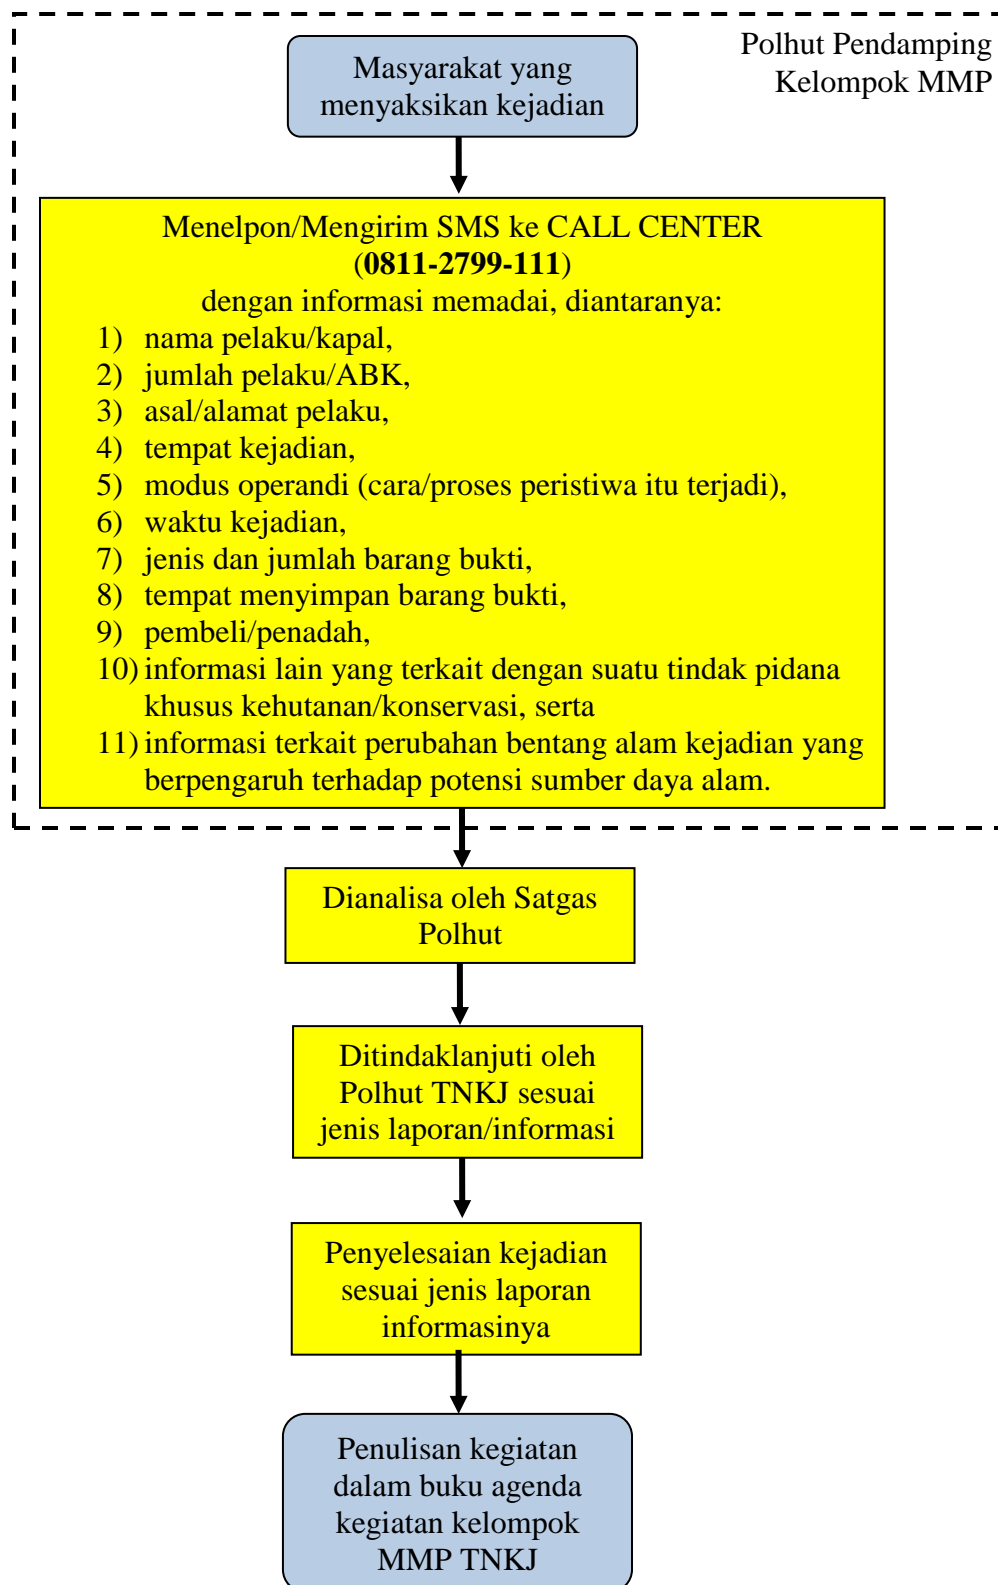 Polhut Pendamping
Kelompok MMP
Masyarakat yang
menyaksikan kejadian
Menelpon/Mengirim SMS ke CALL CENTER
(0811-2799-111)
dengan informasi memadai, diantaranya:
1) nama pelaku/kapal,
2) jumlah pelaku/ABK,
3) asal/alamat pelaku,
4) tempat kejadian,
5) modus operandi (cara/proses peristiwa itu terjadi),
6) waktu kejadian,
7) jenis dan jumlah barang bukti,
8) tempat menyimpan barang bukti,
9) pembeli/penadah,
10) informasi lain yang terkait dengan suatu tindak pidana
khusus kehutanan/konservasi, serta
11) informasi terkait perubahan bentang alam kejadian yang
berpengaruh terhadap potensi sumber daya alam.
Dianalisa oleh Satgas
Polhut
Ditindaklanjuti oleh
Polhut TNKJ sesuai
jenis laporan/informasi
Penyelesaian kejadian
sesuai jenis laporan
informasinya
Penulisan kegiatan
dalam buku agenda
kegiatan kelompok
MMP TNKJ